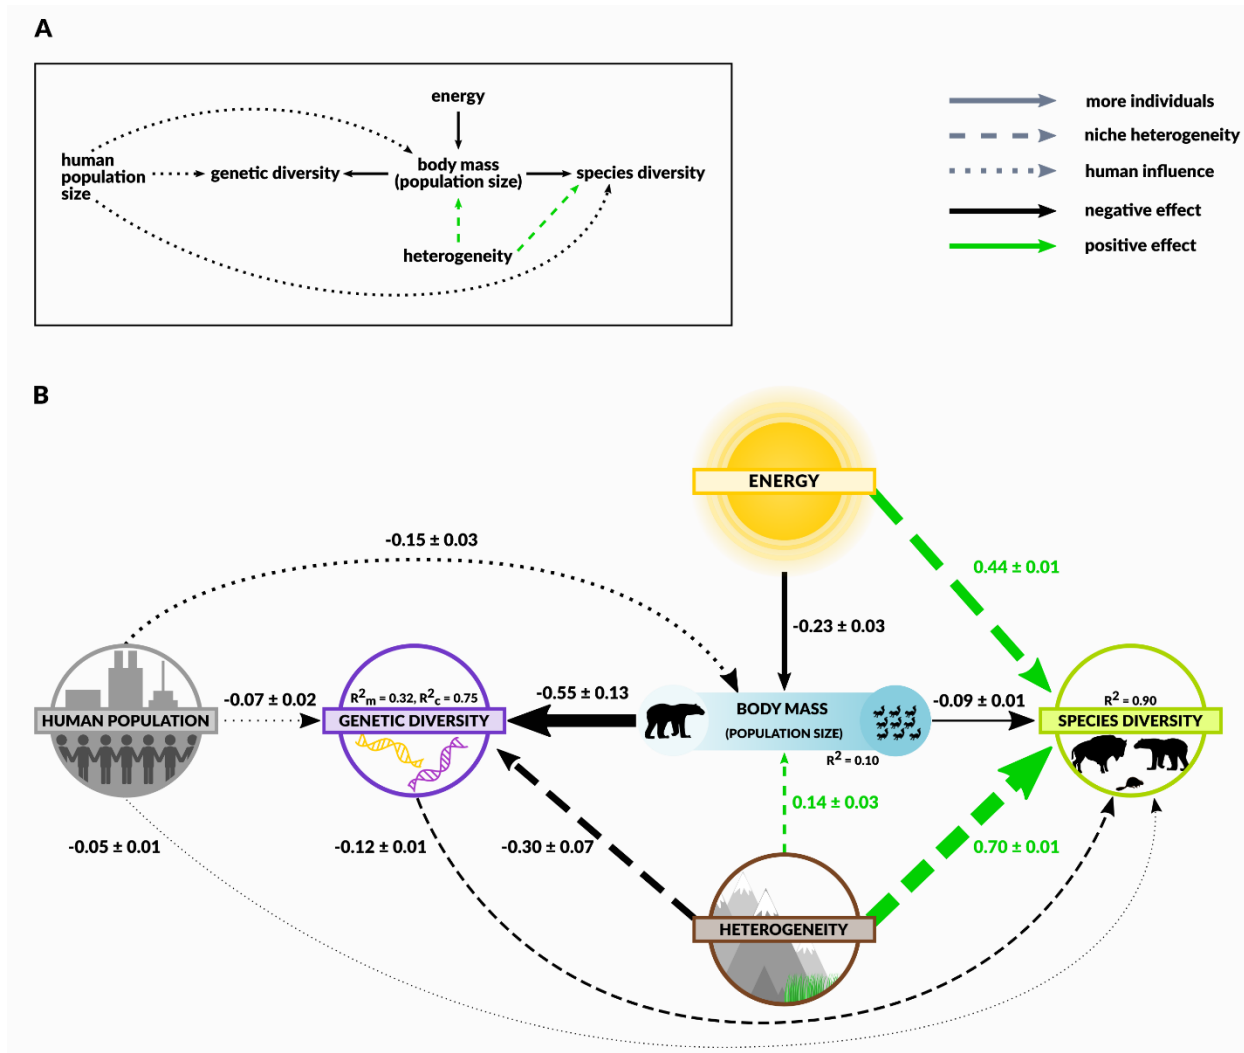 A
energy
human
population
size
genetic diversity
body mass
(population size)
species diversity
heterogeneity
more individuals
niche heterogeneity
human influence
negative effect
positive effect
B
ENERGY
-0.15 ± 0.03
0.44 ± 0.01
-0.23 ± 0.03
-0.07 ± 0.02
R²m = 0.32, R²c = 0.75
-0.55 ± 0.13
BODY MASS
(POPULATION SIZE)
R² = 0.10
-0.09 ± 0.01
R² = 0.90
HUMAN POPULATION
GENETIC DIVERSITY
SPECIES DIVERSITY
0.14 ± 0.03
-0.05 ± 0.01
-0.12 ± 0.01
-0.30 ± 0.07
0.70 ± 0.01
HETEROGENEITY